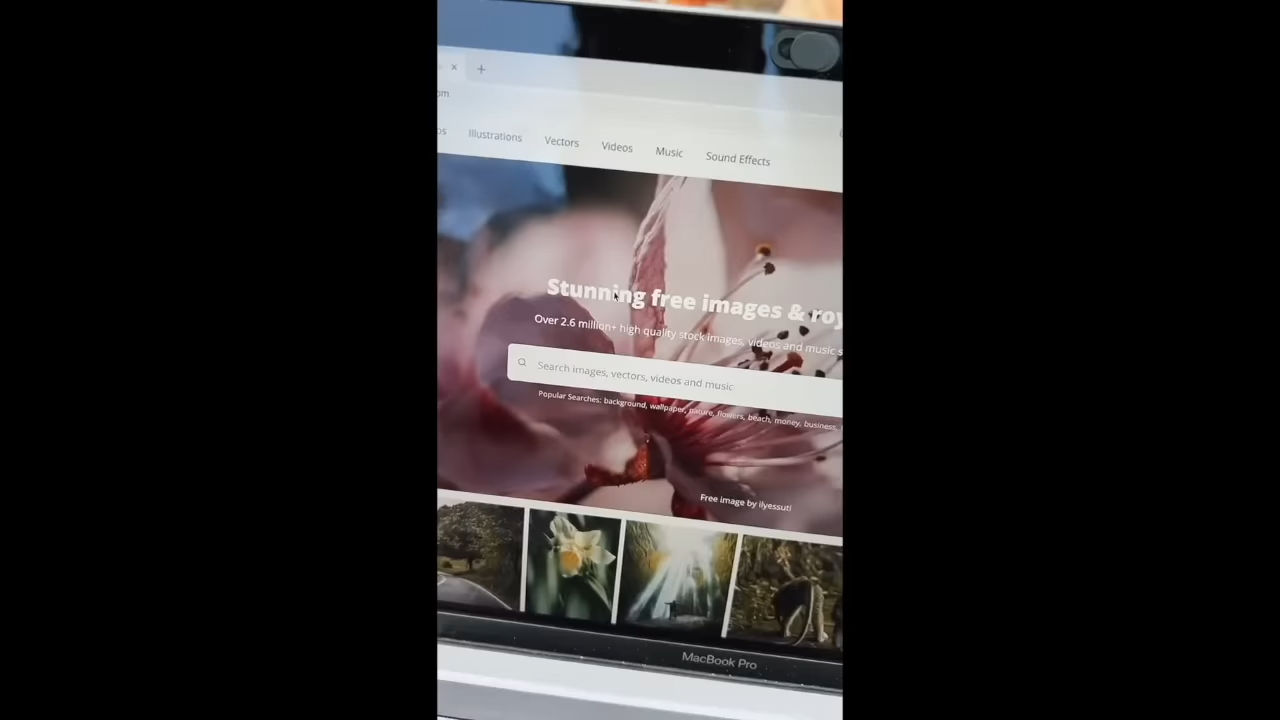 om
os Illustrations Vectors Videos Music Sound Effects
Stunning free images & roy
Over 2.6 million+ high quality stock images, videos and music s
Search images, vectors, videos and music
Popular Searches: background, wallpaper, nature, flowers, beach, money, business,
Free image by ilyessuti
MacBook Pro